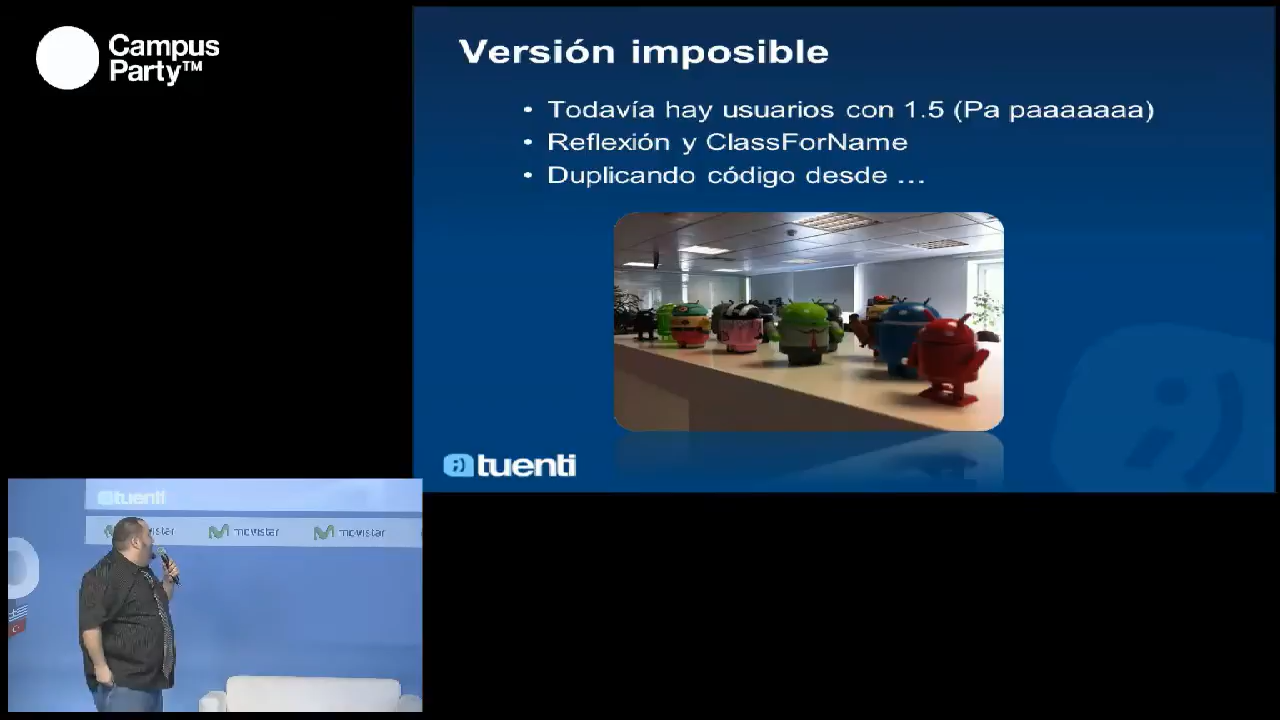 Campus
Party™
Versión imposible
• Todavía hay usuarios con 1.5 (Pa paaaaaaa)
• Reflexión y ClassForName
• Duplicando código desde ...
tuenti
tuenti
movistar
movistar